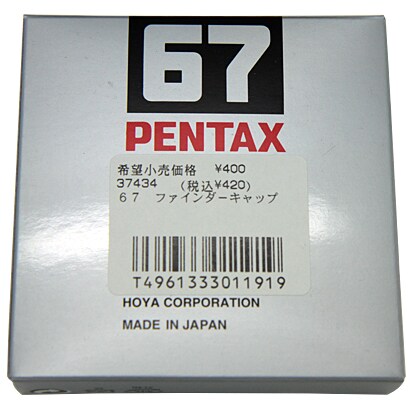 67
PENTAX
希望小売価格 ¥400
37434 (税込¥420)
67 ファインダーキャップ
T4961333011919
HOYA CORPORATION
MADE IN JAPAN